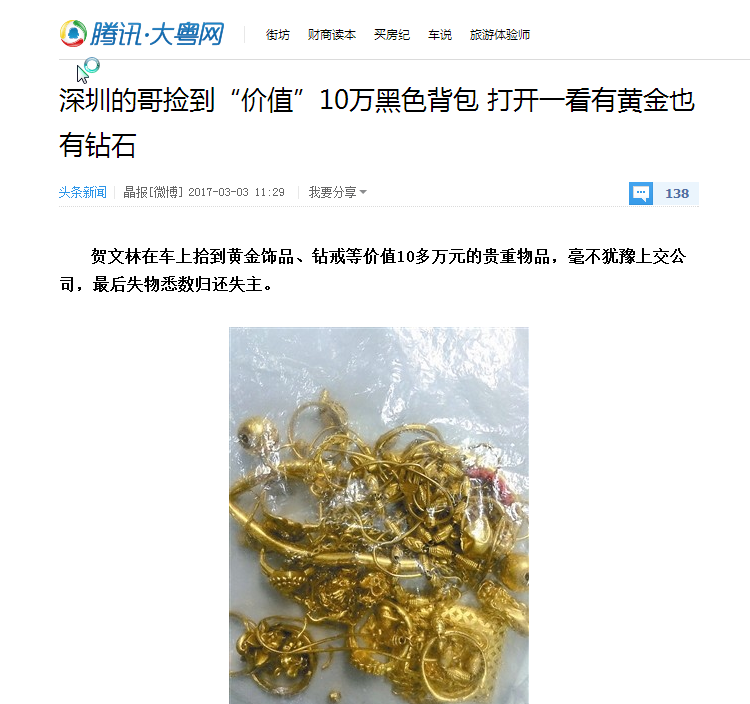 腾讯·大粤网 街坊 财商读本 买房纪 车说 旅游体验师
深圳的哥捡到“价值”10万黑色背包 打开一看有黄金也
有钻石
头条新闻 晶报[微博] 2017-03-03 11:29 我要分享 138
贺文林在车上拾到黄金饰品、钻戒等价值10多万元的贵重物品，毫不犹豫上交公
司，最后失物悉数归还失主。